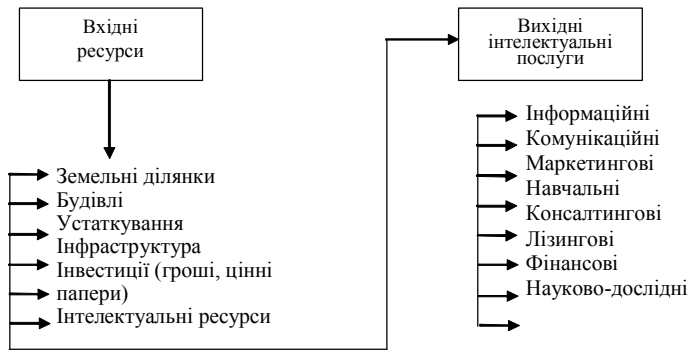 Вхідні
ресурси
Земельні ділянки
Будівлі
Устаткування
Інфраструктура
Інвестиції (гроші, цінні
папери)
Інтелектуальні ресурси
Вихідні
інтелектуальні
послуги
Інформаційні
Комунікаційні
Маркетингові
Навчальні
Консалтингові
Лізингові
Фінансові
Науково-дослідні